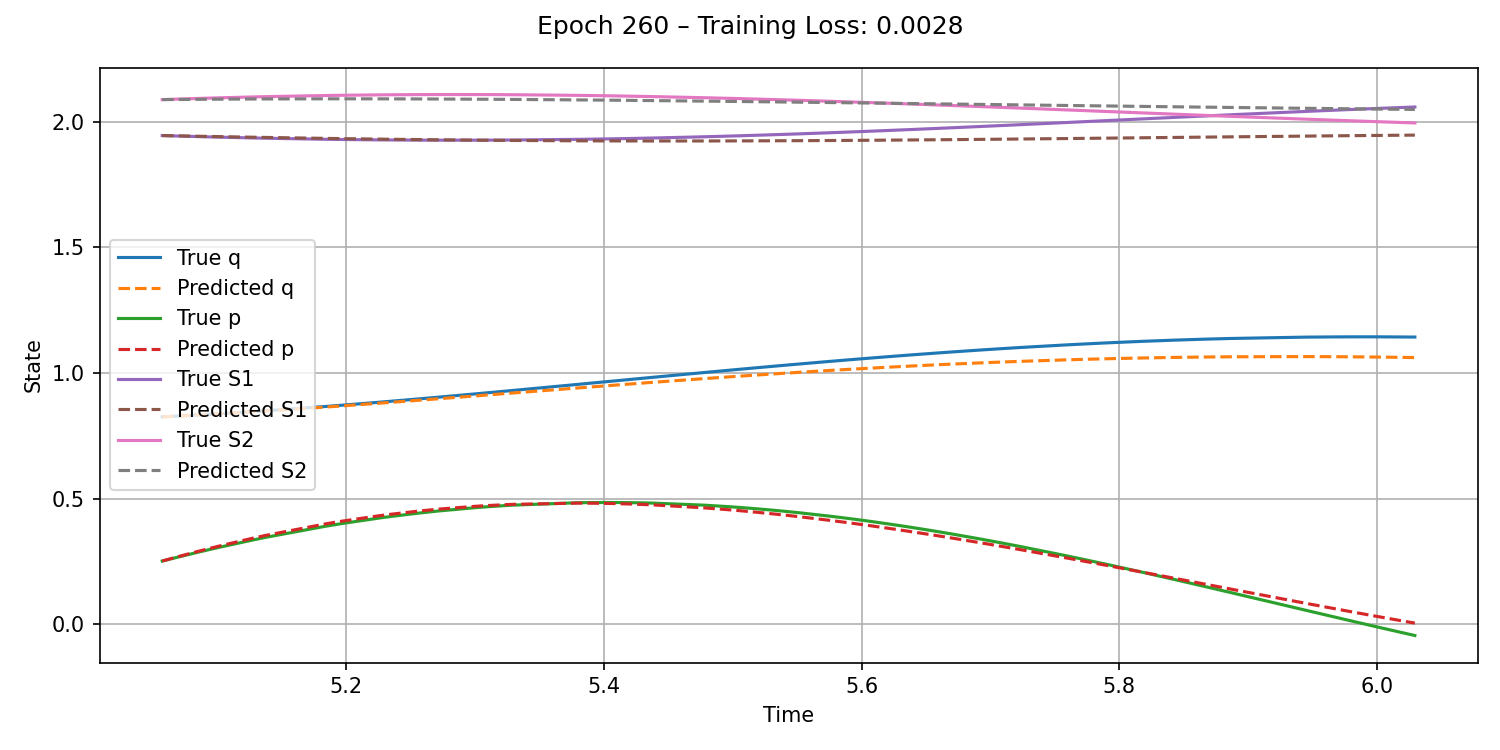 Epoch 260 – Training Loss: 0.0028
2.0
1.5
1.0
0.5
0.0
State
True q
Predicted q
True p
Predicted p
True S1
Predicted S1
True S2
Predicted S2
5.2
5.4
5.6
5.8
6.0
Time